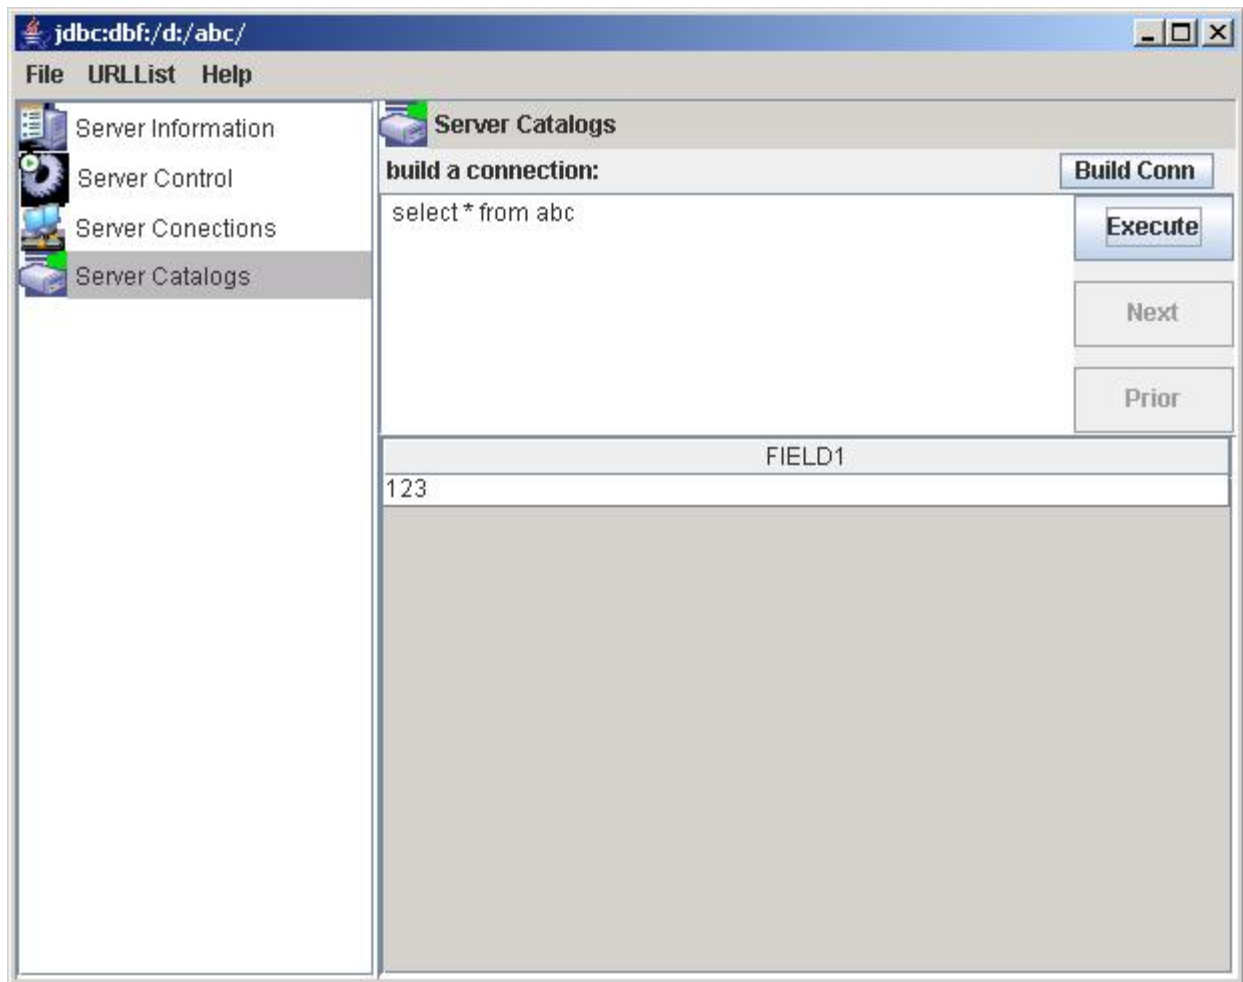 jdbc:dbf:/d:/abc/
File URLList Help
Server Information
Server Control
Server Conections
Server Catalogs
Server Catalogs
build a connection:
Build Conn
select * from abc
Execute
Next
Prior
FIELD1
123